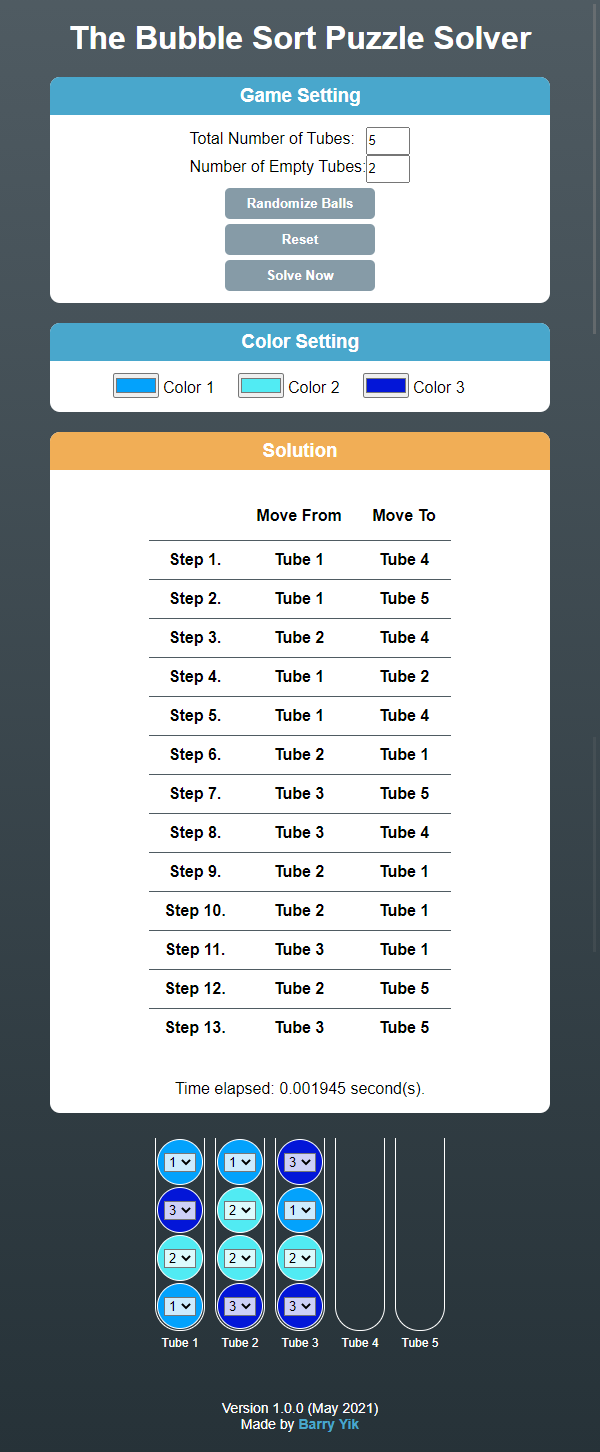 The Bubble Sort Puzzle Solver
Game Setting
Total Number of Tubes: 5
Number of Empty Tubes: 2
Randomize Balls
Reset
Solve Now
Color Setting
Color 1 Color 2 Color 3
Solution
Move From Move To
Step 1. Tube 1 Tube 4
Step 2. Tube 1 Tube 5
Step 3. Tube 2 Tube 4
Step 4. Tube 1 Tube 2
Step 5. Tube 1 Tube 4
Step 6. Tube 2 Tube 1
Step 7. Tube 3 Tube 5
Step 8. Tube 3 Tube 4
Step 9. Tube 2 Tube 1
Step 10. Tube 2 Tube 1
Step 11. Tube 3 Tube 1
Step 12. Tube 2 Tube 5
Step 13. Tube 3 Tube 5
Time elapsed: 0.001945 second(s).
1 1 3
3 2 1
2 2 2
1 3 3
Tube 1 Tube 2 Tube 3 Tube 4 Tube 5
Version 1.0.0 (May 2021)
Made by Barry Yik